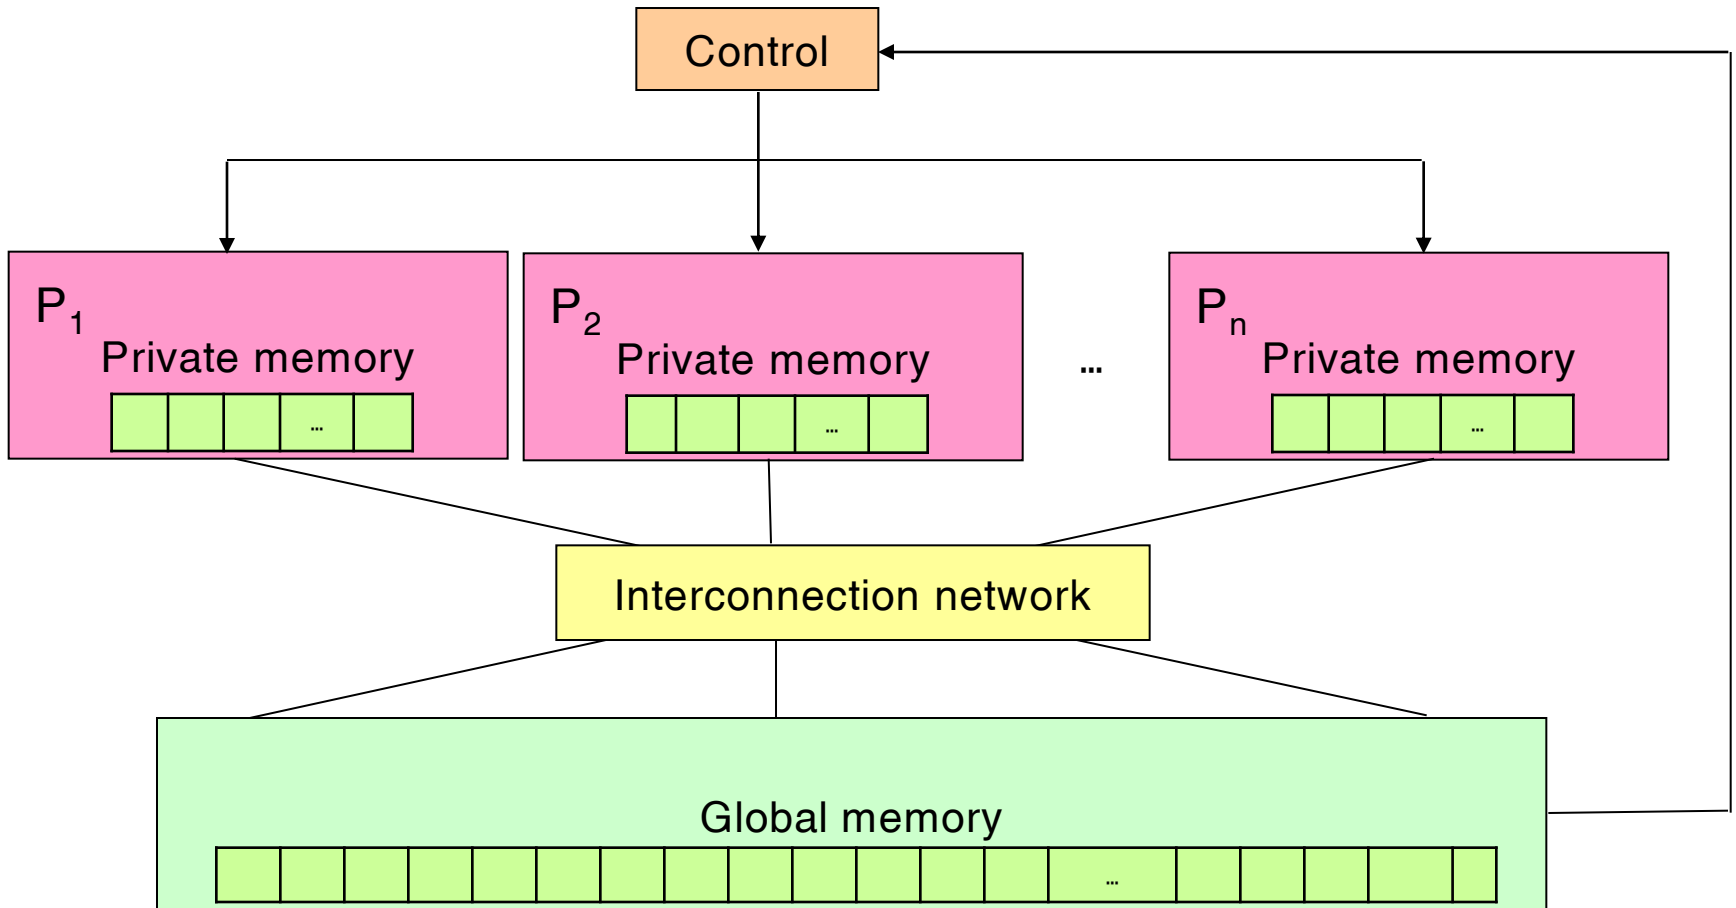 Control
P1
P2
Pn
Private memory
Private memory
...
Private memory
...
...
...
Interconnection network
Global memory
...